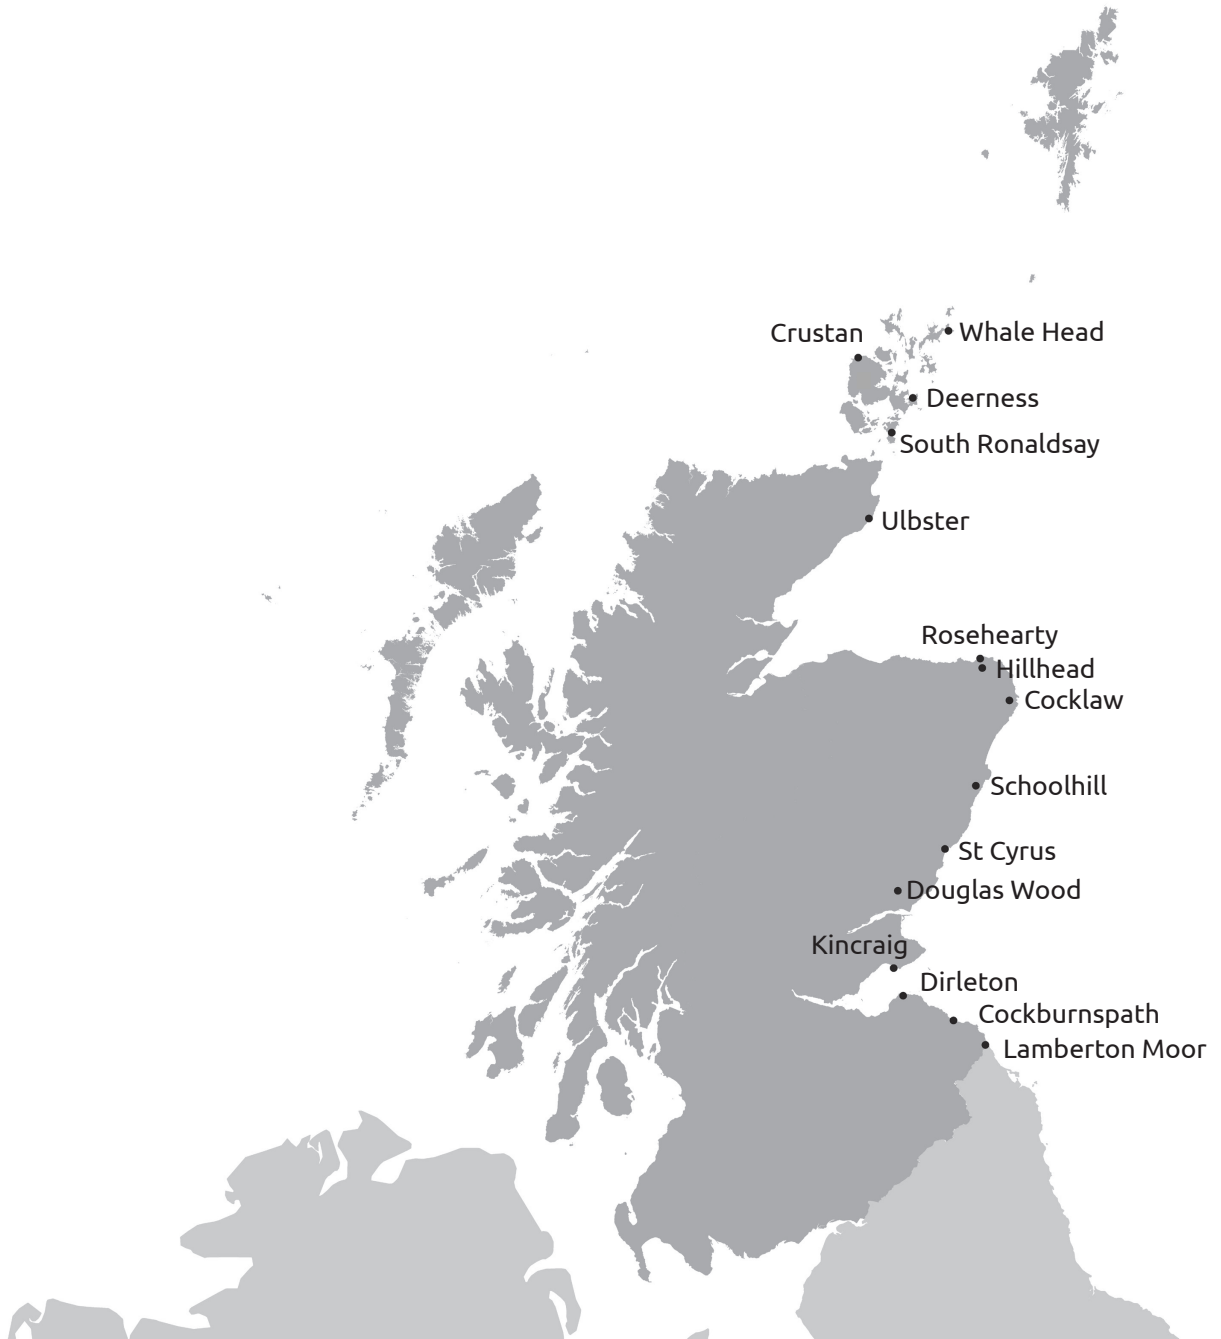 Crustan
Whale Head
Deerness
South Ronaldsay
Ulbster
Rosehearty
Hillhead
Cocklaw
Schoolhill
St Cyrus
Douglas Wood
Kincraig
Dirleton
Cockburnspath
Lamberton Moor